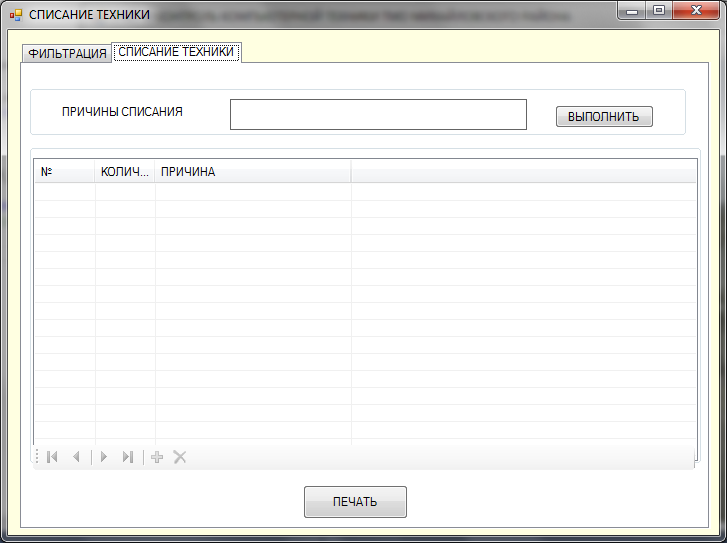 СПИСАНИЕ ТЕХНИКИ
ФИЛЬТРАЦИЯ СПИСАНИЕ ТЕХНИКИ
ПРИЧИНЫ СПИСАНИЯ ВЫПОЛНИТЬ
№ КОЛИЧ... ПРИЧИНА
ПЕЧАТЬ